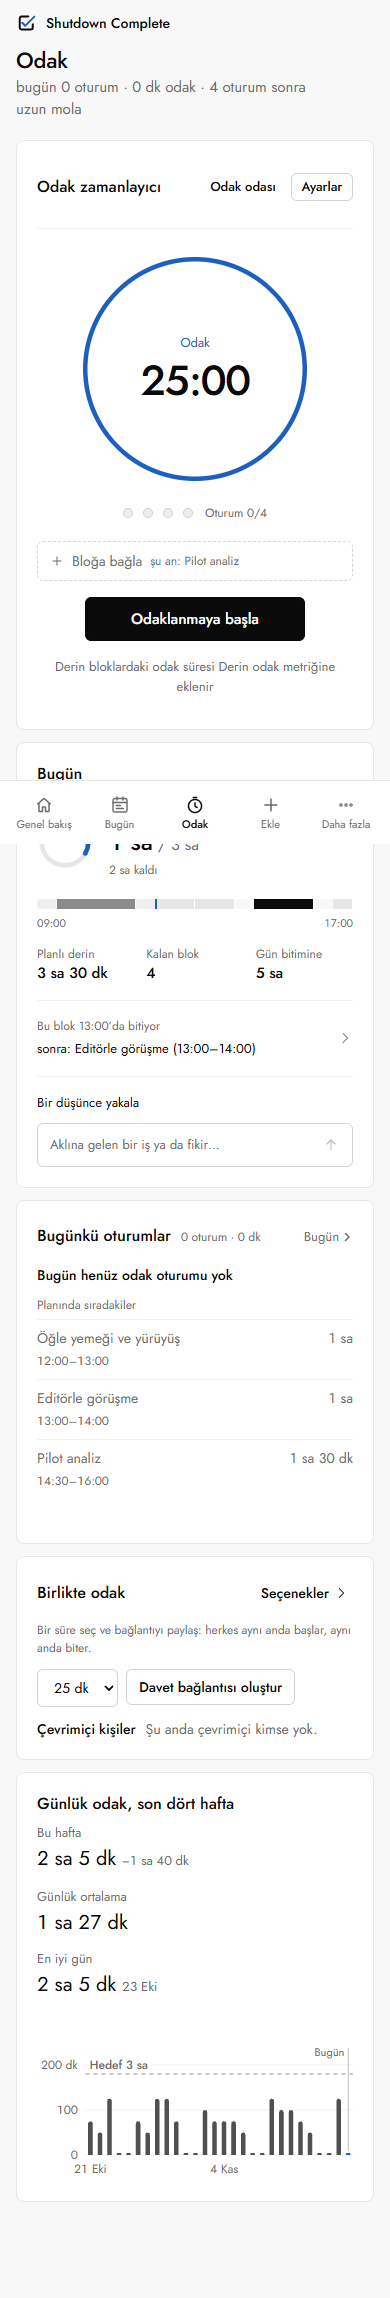 Shutdown Complete
Odak
bugün 0 oturum · 0 dk odak · 4 oturum sonra
uzun mola
Odak zamanlayıcı
Odak odası
Ayarlar
Odak
25:00
Oturum 0/4
Bloğa bağla şu an: Pilot analiz
Odaklanmaya başla
Derin bloklardaki odak süresi Derin odak metriğine
eklenir
Bugün
Genel bakış
Bugün
Odak
Ekle
Daha fazla
1 sa / 3 sa
2 sa kaldı
09:00
17:00
Planlı derin
Kalan blok
Gün bitimine
3 sa 30 dk
4
5 sa
Bu blok 13:00’da bitiyor
sonra: Editörle görüşme (13:00–14:00)
Bir düşünce yakala
Aklına gelen bir iş ya da fikir…
Bugünkü oturumlar 0 oturum · 0 dk
Bugün
Bugün henüz odak oturumu yok
Planında sıradakiler
Öğle yemeği ve yürüyüş
1 sa
12:00–13:00
Editörle görüşme
1 sa
13:00–14:00
Pilot analiz
1 sa 30 dk
14:30–16:00
Birlikte odak
Seçenekler
Bir süre seç ve bağlantıyı paylaş: herkes aynı anda başlar, aynı
anda biter.
25 dk
Davet bağlantısı oluştur
Çevrimiçi kişiler Şu anda çevrimiçi kimse yok.
Günlük odak, son dört hafta
Bu hafta
2 sa 5 dk −1 sa 40 dk
Günlük ortalama
1 sa 27 dk
En iyi gün
2 sa 5 dk 23 Eki
Bugün
200 dk
Hedef 3 sa
100
0
21 Eki
4 Kas